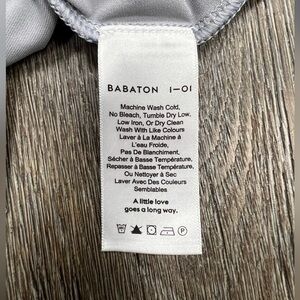 BABATON 1—01
Machine Wash Cold,
No Bleach, Tumble Dry Low,
Low Iron, Or Dry Clean
Wash With Like Colours
Laver À La Machine À
L'eau Froide,
Pas De Blanchiment,
Sécher à Basse Température,
Repasser à Basse Température,
Ou Nettoyer à Sec
Laver Avec Des Couleurs
Semblables
A little love
goes a long way.
P